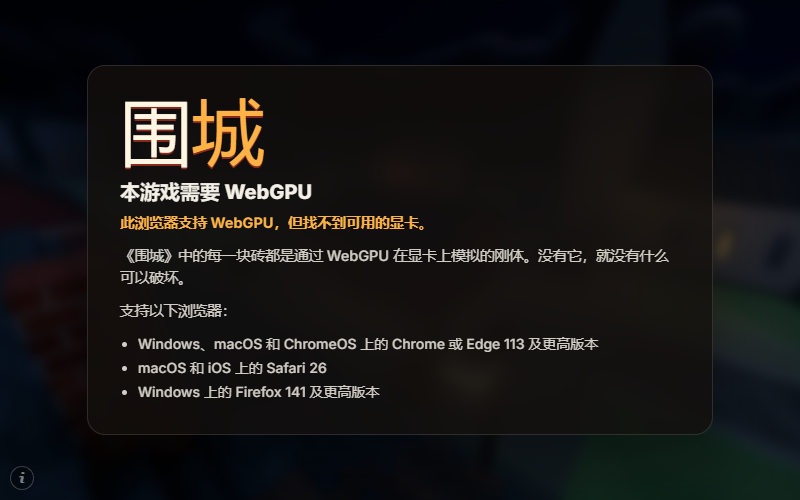 围城
本游戏需要 WebGPU
此浏览器支持 WebGPU，但找不到可用的显卡。
《围城》中的每一块砖都是通过 WebGPU 在显卡上模拟的刚体。没有它，就没有什么
可以破坏。
支持以下浏览器：
• Windows、macOS 和 ChromeOS 上的 Chrome 或 Edge 113 及更高版本
• macOS 和 iOS 上的 Safari 26
• Windows 上的 Firefox 141 及更高版本
i